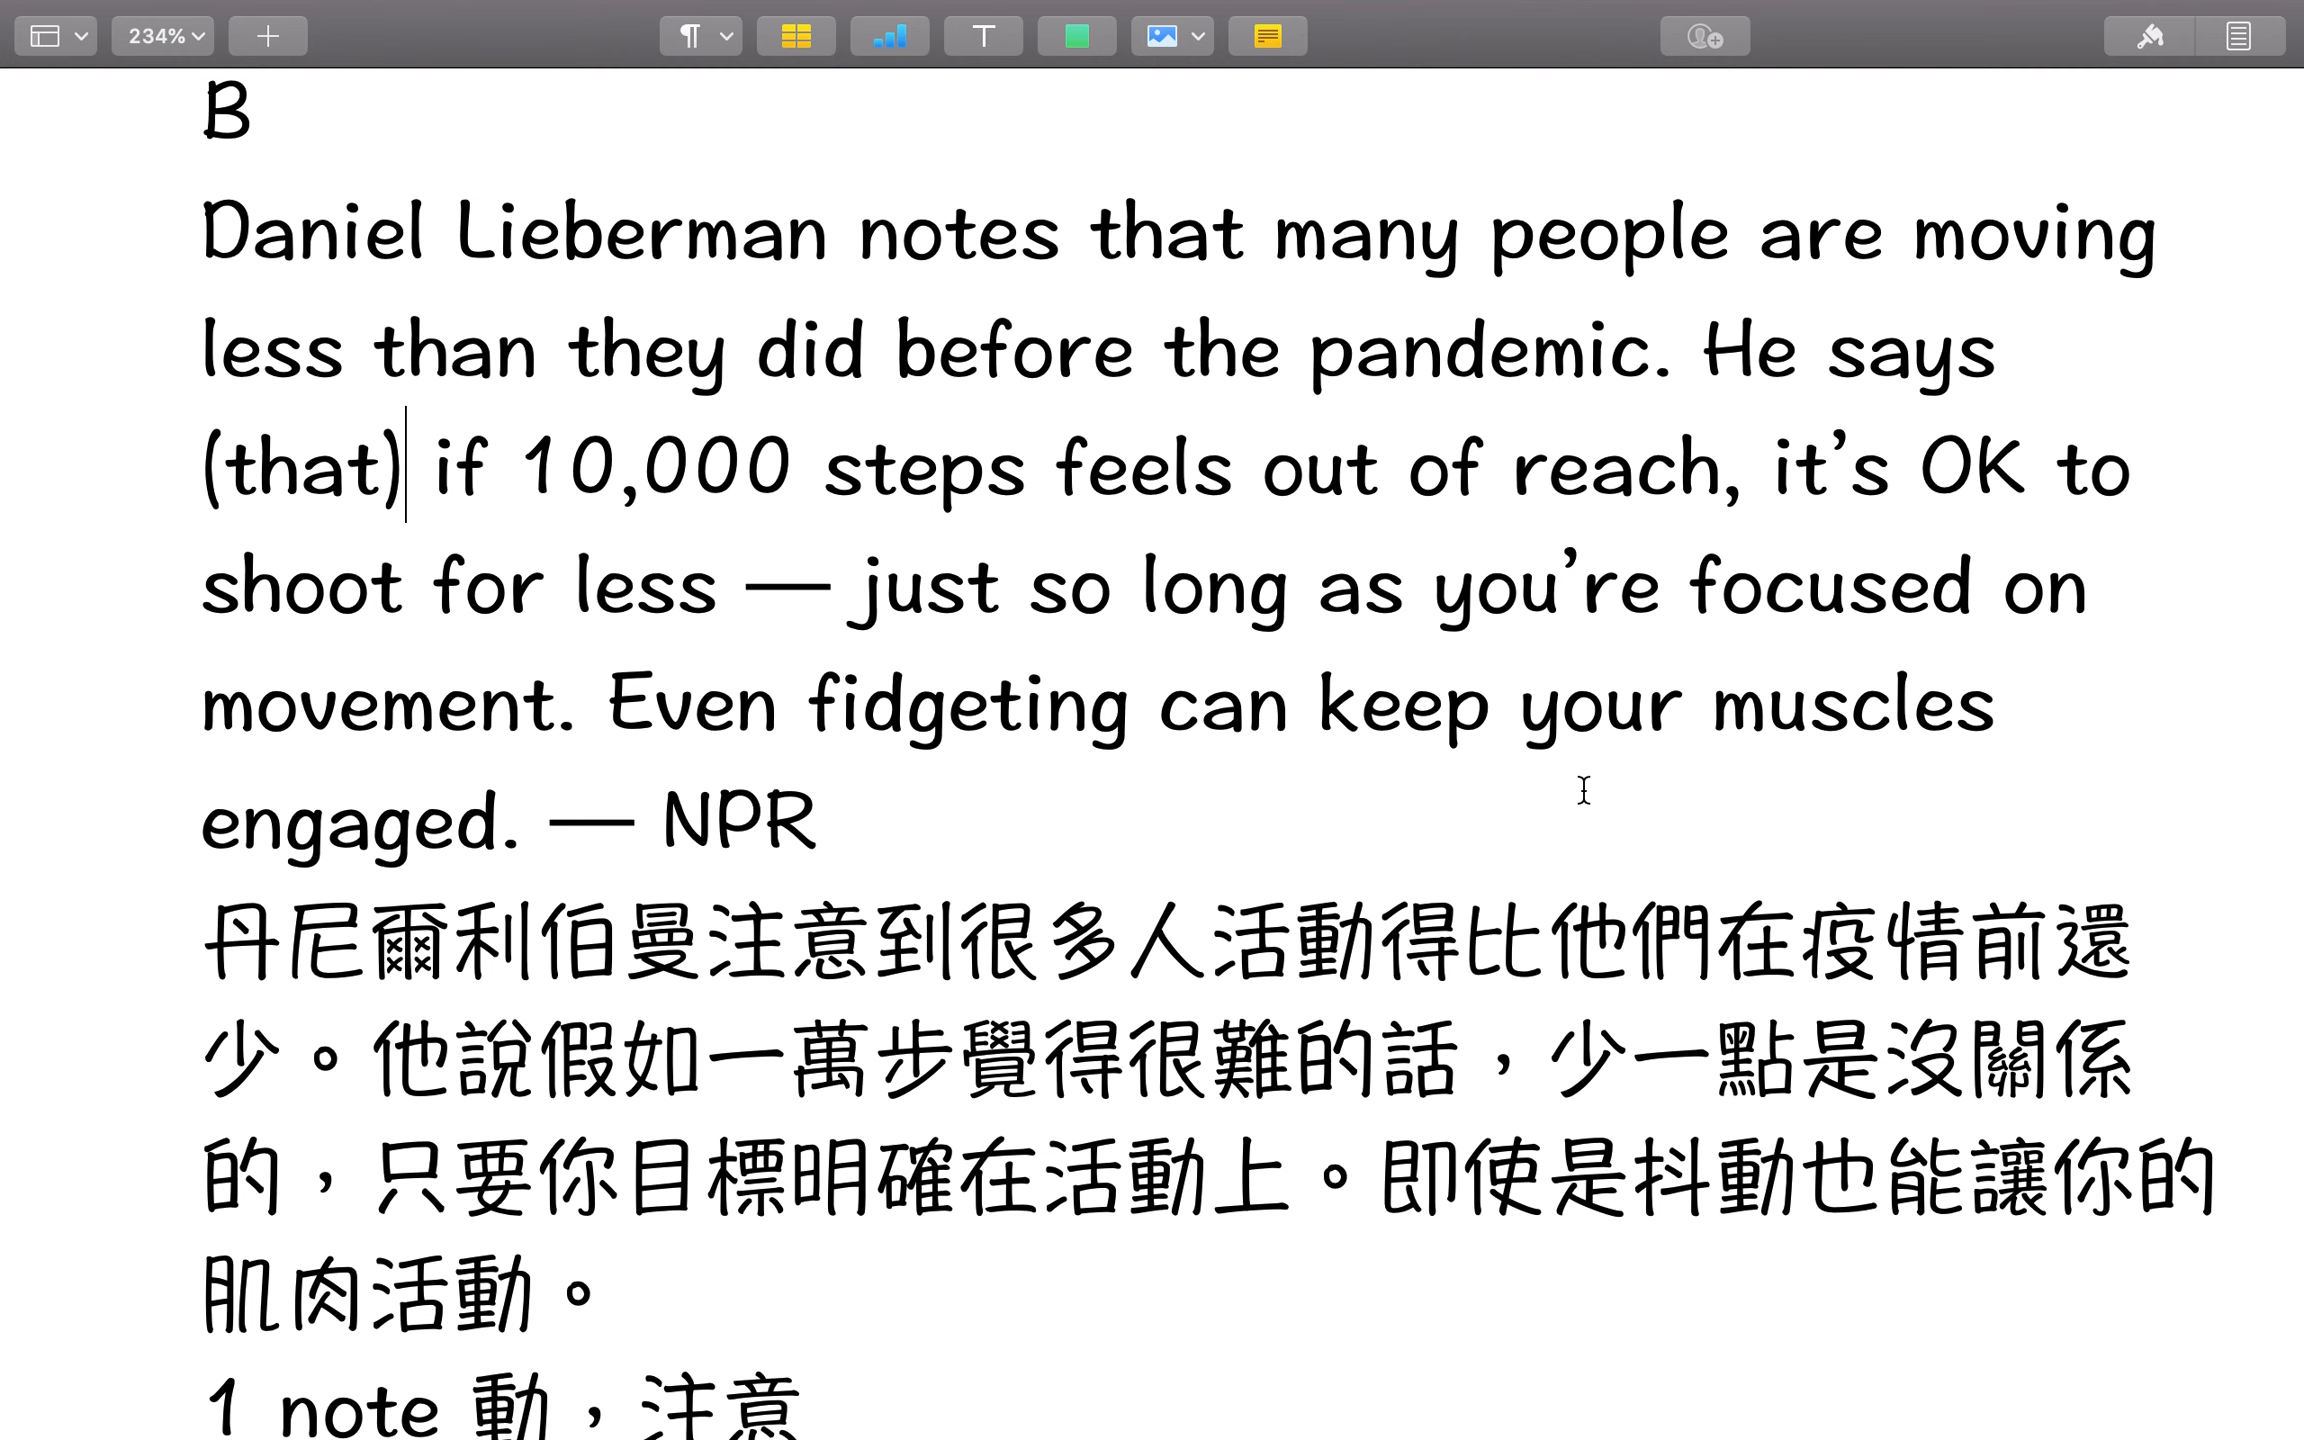 234%
B
Daniel Lieberman notes that many people are moving
less than they did before the pandemic. He says
(that) if 10,000 steps feels out of reach, it’s OK to
shoot for less — just so long as you’re focused on
movement. Even fidgeting can keep your muscles
engaged. — NPR
丹尼爾利伯曼注意到很多人活動得比他們在疫情前還
少。他說假如一萬步覺得很難的話，少一點是沒關係
的，只要你目標明確在活動上。即使是抖動也能讓你的
肌肉活動。
1 note 動，注意